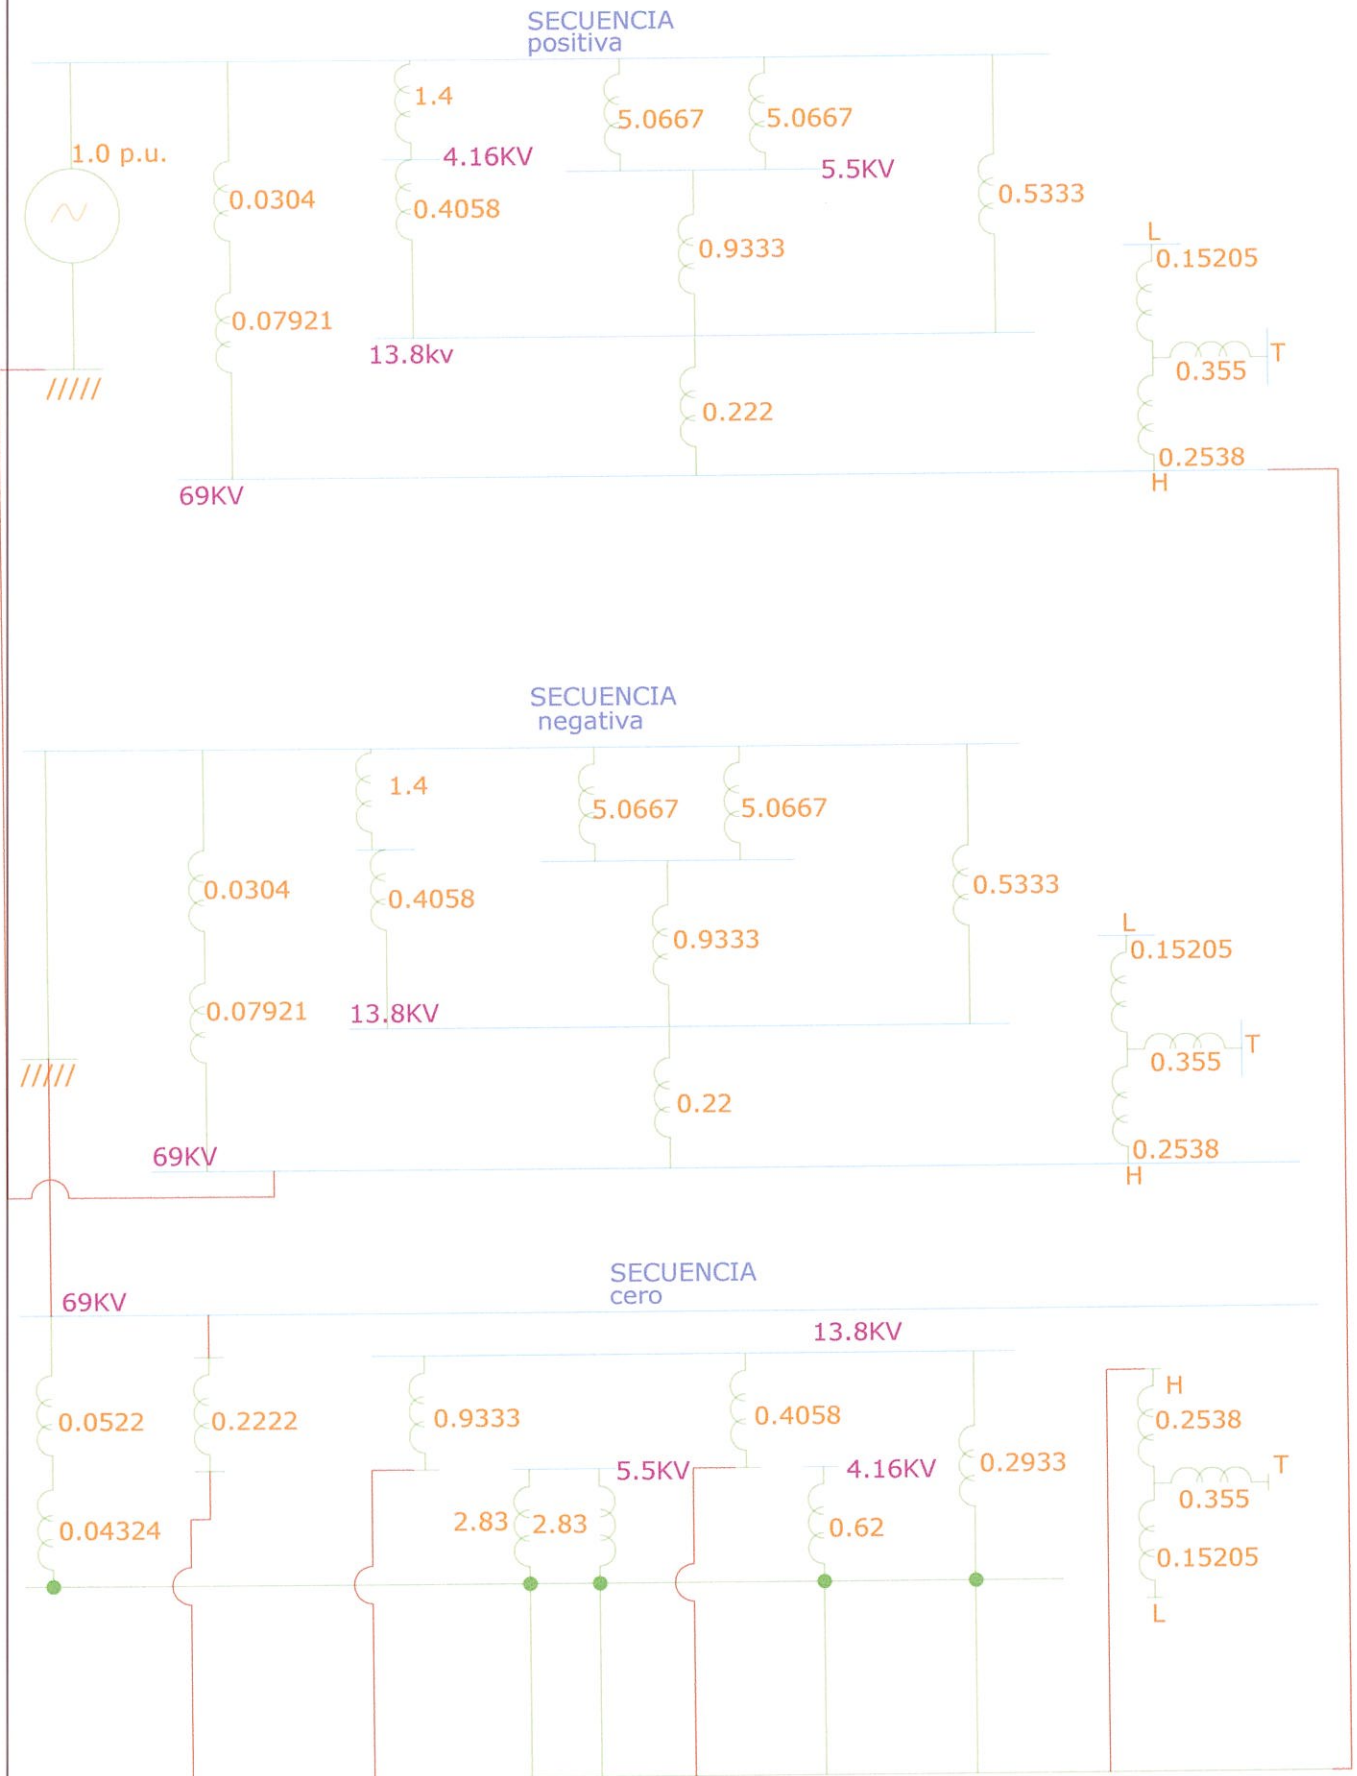 SECUENCIA
positiva
1.4
5.0667
5.0667
1.0 p.u.
4.16KV
5.5KV
0.0304
0.4058
0.5333
L
0.15205
0.9333
0.07921
13.8kv
T
0.355
/////
0.222
0.2538
69KV
H
SECUENCIA
negativa
1.4
5.0667
5.0667
0.0304
0.4058
0.5333
L
0.15205
0.9333
0.07921
13.8KV
T
0.355
/////
0.22
69KV
0.2538
H
SECUENCIA
cero
69KV
13.8KV
H
0.0522
0.2222
0.9333
0.4058
0.2538
5.5KV
4.16KV
0.2933
T
0.355
0.04324
2.83
2.83
0.62
0.15205
L